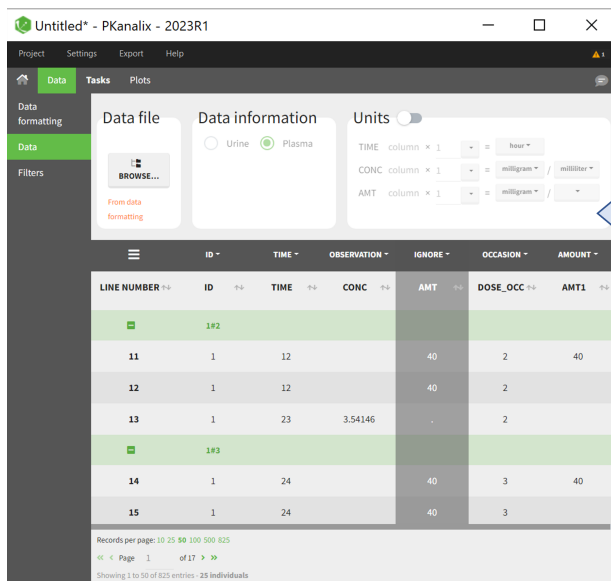 Untitled* - PKanalix - 2023R1
Project Settings Export Help
1
Data Tasks Plots
Data formatting
Data
Filters
Data file
BROWSE...
From data
formatting
Data information
Urine Plasma
Units
TIME column × 1 = hour
CONC column × 1 = milligram / milliliter
AMT column × 1 = milligram /
ID TIME OBSERVATION IGNORE OCCASION AMOUNT
LINE NUMBER ID TIME CONC AMT DOSE_OCC AMT1
1#2
11 1 12 40 2 40
12 1 12 40 2
13 1 23 3.54146 . 2
1#3
14 1 24 40 3 40
15 1 24 40 3
Records per page: 10 25 50 100 500 825
<< < Page 1 of 17 > >>
Showing 1 to 50 of 825 entries - 25 individuals